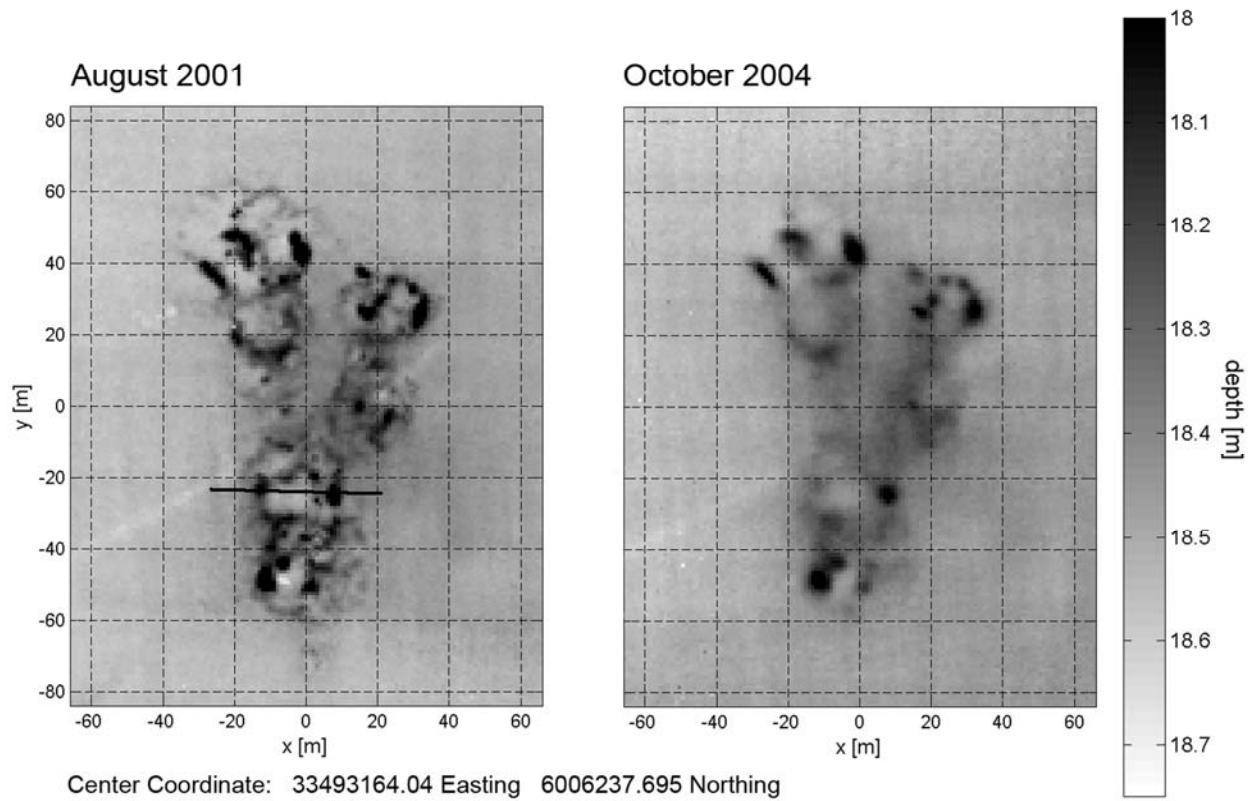 August 2001
October 2004
80
60
40
20
0
-20
-40
-60
-80
y [m]
-60 -40 -20 0 20 40 60
x [m]
-60 -40 -20 0 20 40 60
x [m]
18
18.1
18.2
18.3
18.4
18.5
18.6
18.7
depth [m]
Center Coordinate: 33493164.04 Easting 6006237.695 Northing